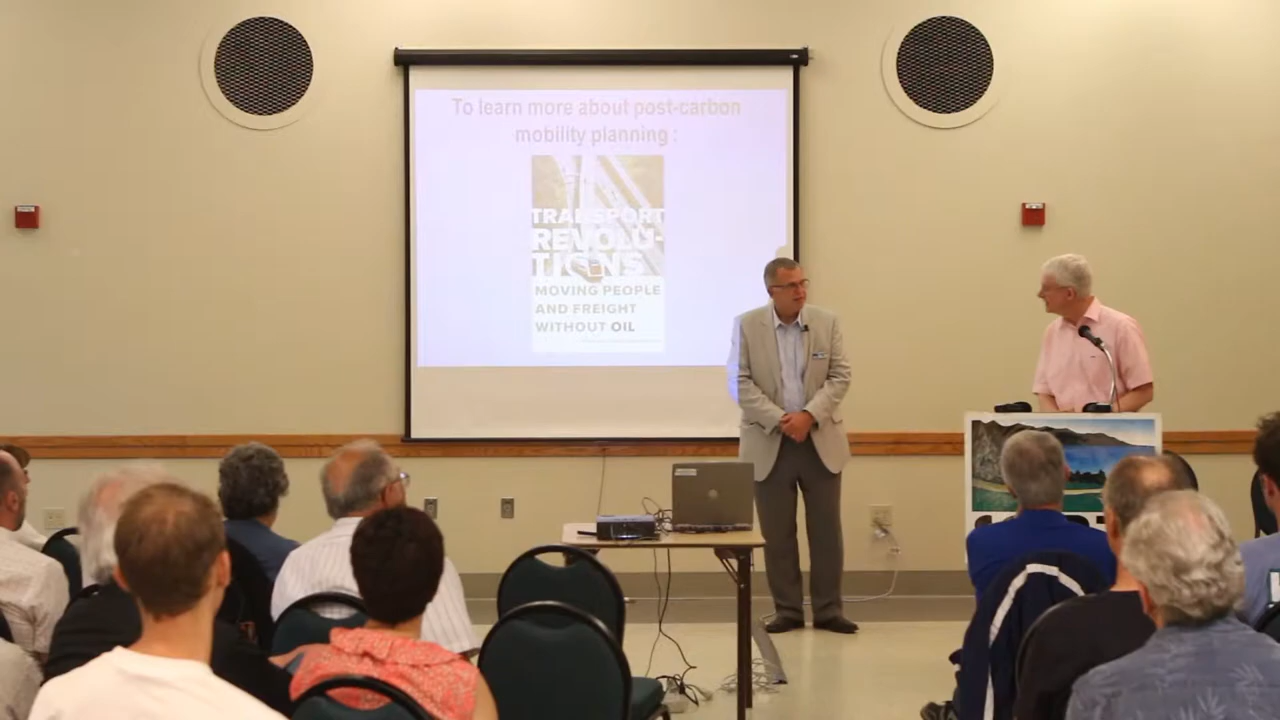 To learn more about post-carbon
mobility planning :
TRANSPORT
REVOLU-
TIONS
MOVING PEOPLE
AND FREIGHT
WITHOUT OIL